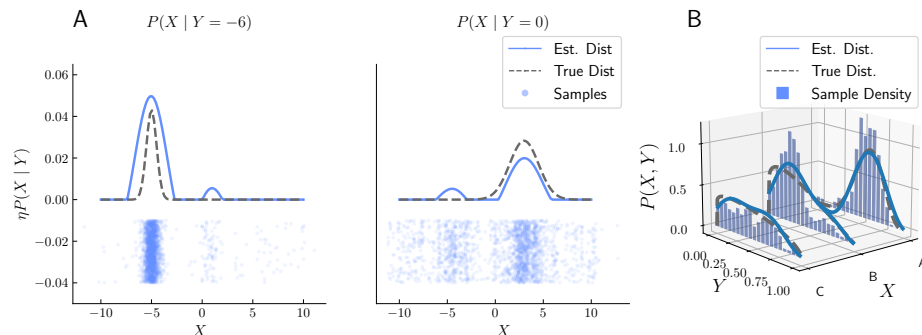 A
P(X | Y = −6)
P(X | Y = 0)
B
Est. Dist
True Dist
Samples
Est. Dist.
True Dist.
Sample Density
0.06
0.04
0.02
0.00
−0.02
−0.04
ηP(X | Y)
−10
−5
0
5
10
X
−10
−5
0
5
10
X
P(X, Y)
1.0
0.5
0.0
0.00
0.25
0.50
0.75
1.00
Y
C
B
A
X